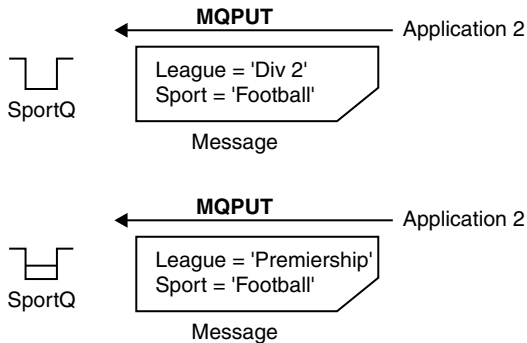 MQPUT
Application 2
League = 'Div 2'
Sport = 'Football'
SportQ
Message
MQPUT
Application 2
League = 'Premiership'
Sport = 'Football'
SportQ
Message